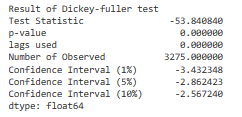 Result of Dickey-fuller test
Test Statistic -53.840840
p-value 0.000000
lags used 0.000000
Number of Observed 3275.000000
Confidence Interval (1%) -3.432348
Confidence Interval (5%) -2.862423
Confidence Interval (10%) -2.567240
dtype: float64